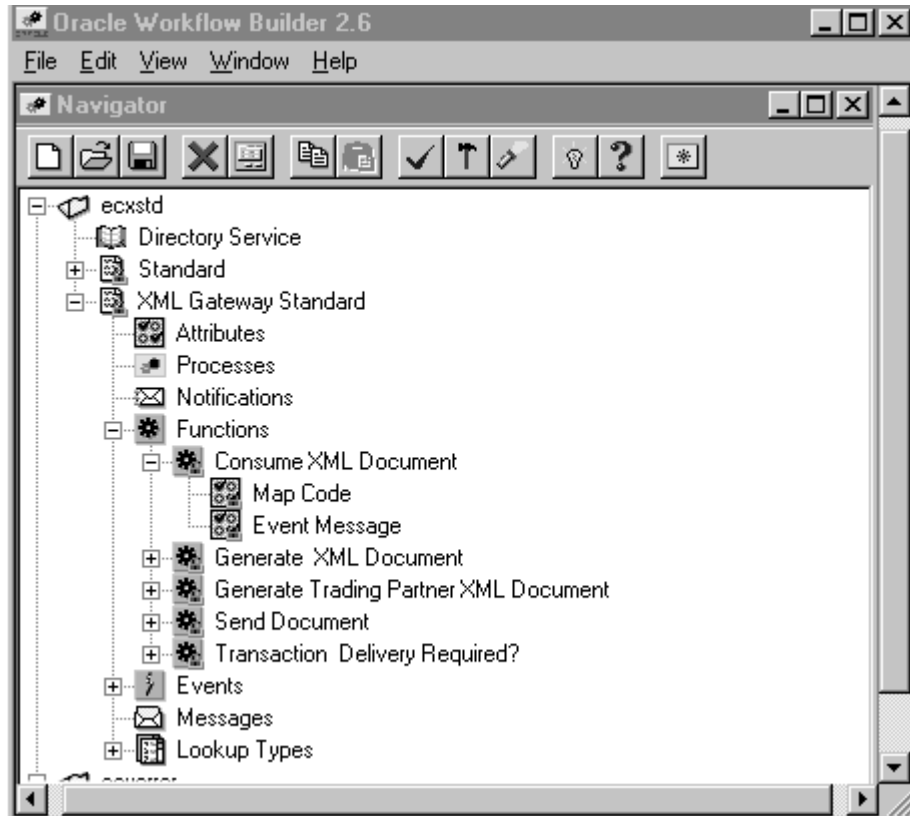 Oracle Workflow Builder 2.6
File Edit View Window Help
Navigator
ecxstd
Directory Service
Standard
XML Gateway Standard
Attributes
Processes
Notifications
Functions
Consume XML Document
Map Code
Event Message
Generate XML Document
Generate Trading Partner XML Document
Send Document
Transaction Delivery Required?
Events
Messages
Lookup Types